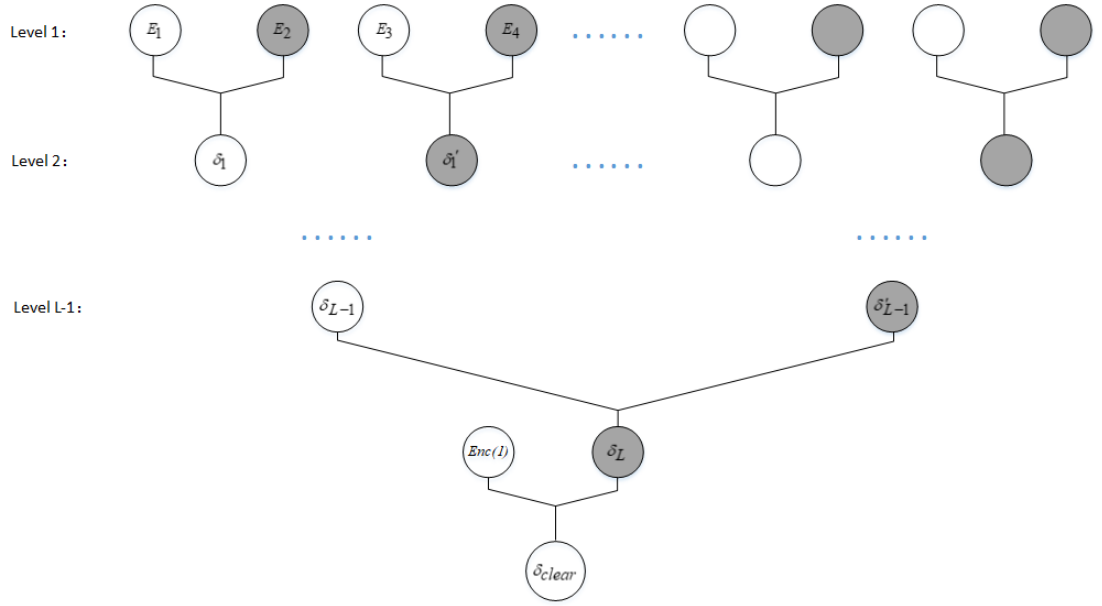 Level 1： E1 E2 E3 E4 ......
Level 2： δ1 δ1′ ......
...... ......
Level L-1： δL−1 δ′L−1
Enc(1) δL
δclear